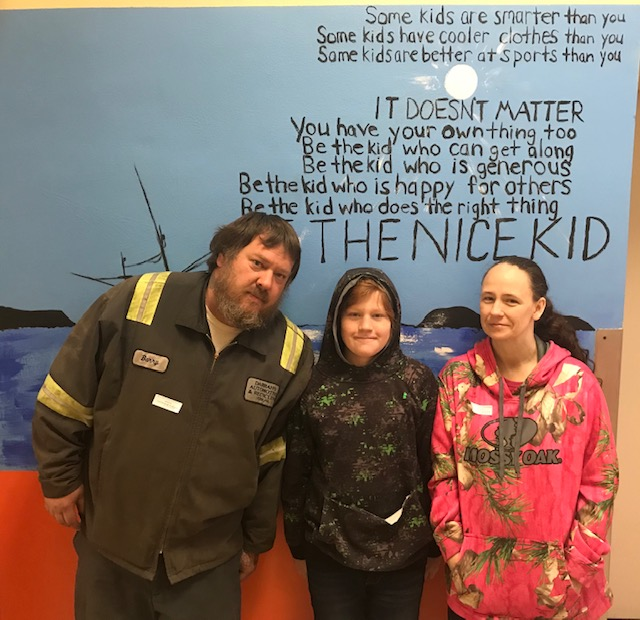 Some kids are smarter than you
Some kids have cooler clothes than you
Some kids are better at sports than you
IT DOESN'T MATTER
You have your own thing too
Be the kid who can get along
Be the kid who is generous
Be the kid who is happy for others
Be the kid who does the right thing
THE NICE KID
Barry
MOSSY OAK.